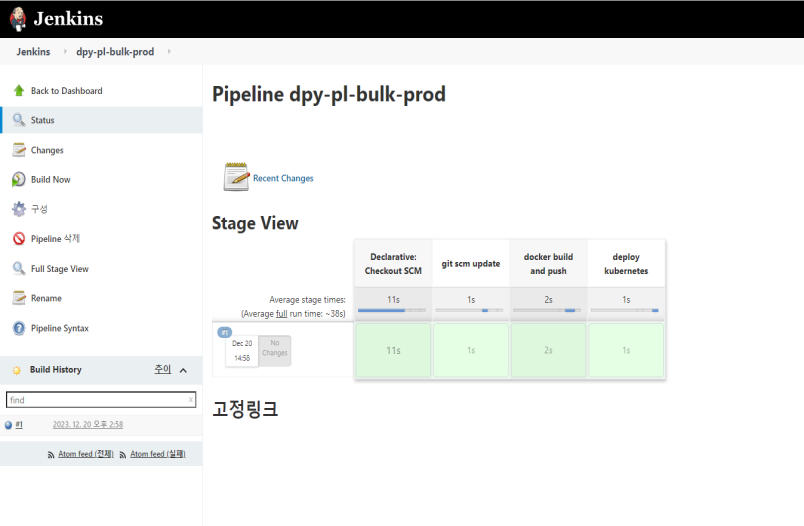 Jenkins
Jenkins
dpy-pl-bulk-prod
Back to Dashboard
Status
Changes
Build Now
구성
Pipeline 삭제
Full Stage View
Rename
Pipeline Syntax
Build History 추이
find x
#1 2023. 12. 20 오후 2:58
Atom feed (전체) Atom feed (실패)
Pipeline dpy-pl-bulk-prod
Recent Changes
Stage View
Declarative:
Checkout SCM
git scm update
docker build
and push
deploy
kubernetes
Average stage times:
(Average full run time: ~38s)
11s 1s 2s 1s
#1
Dec 20
14:58
No
Changes
11s 1s 2s 1s
고정링크